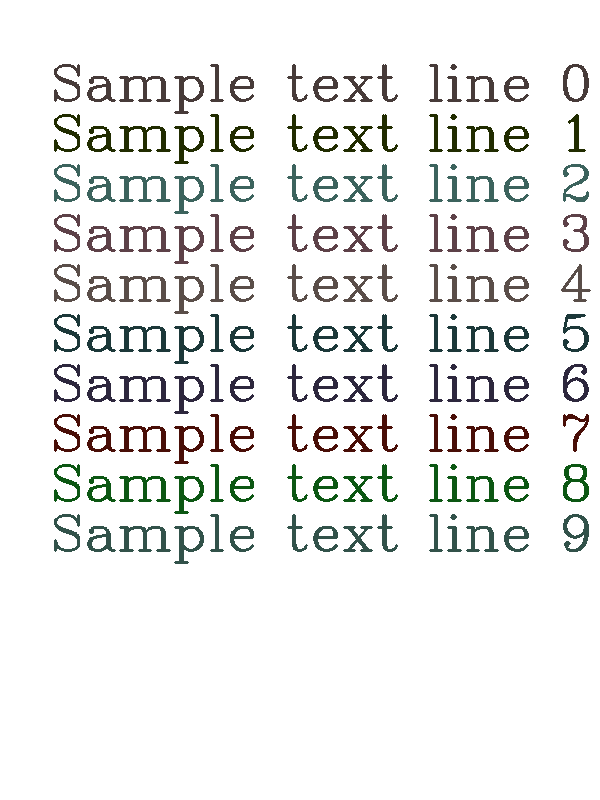 Sample text line 0
Sample text line 1
Sample text line 2
Sample text line 3
Sample text line 4
Sample text line 5
Sample text line 6
Sample text line 7
Sample text line 8
Sample text line 9